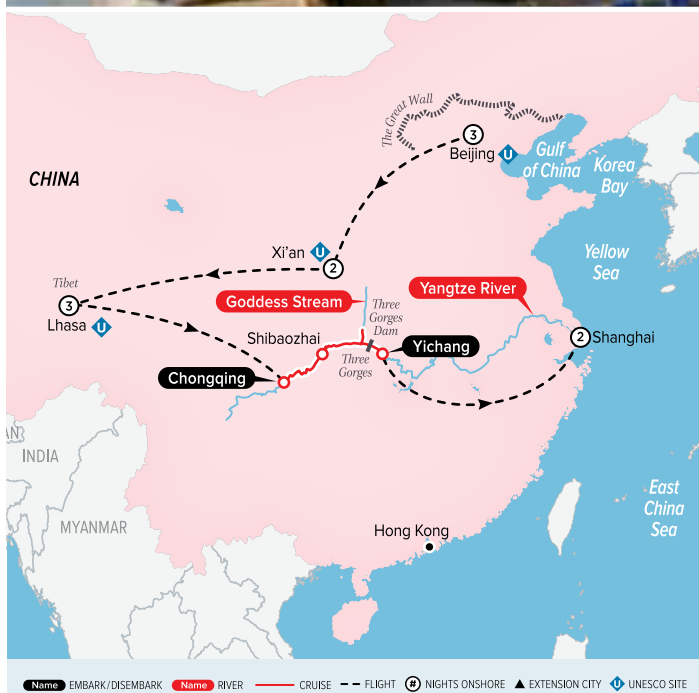 The Great Wall
3
Beijing U
Gulf
of China
Korea
Bay
CHINA
Xi'an U
2
Yellow
Sea
Tibet
3
Lhasa U
Goddess Stream
Yangtze River
Three
Gorges
Dam
Shibaozhai
Three
Gorges
Yichang
2 Shanghai
Chongqing
AN
INDIA
MYANMAR
East
China
Sea
Hong Kong
Name EMBARK/DISEMBARK Name RIVER CRUISE FLIGHT # NIGHTS ONSHORE EXTENSION CITY U UNESCO SITE